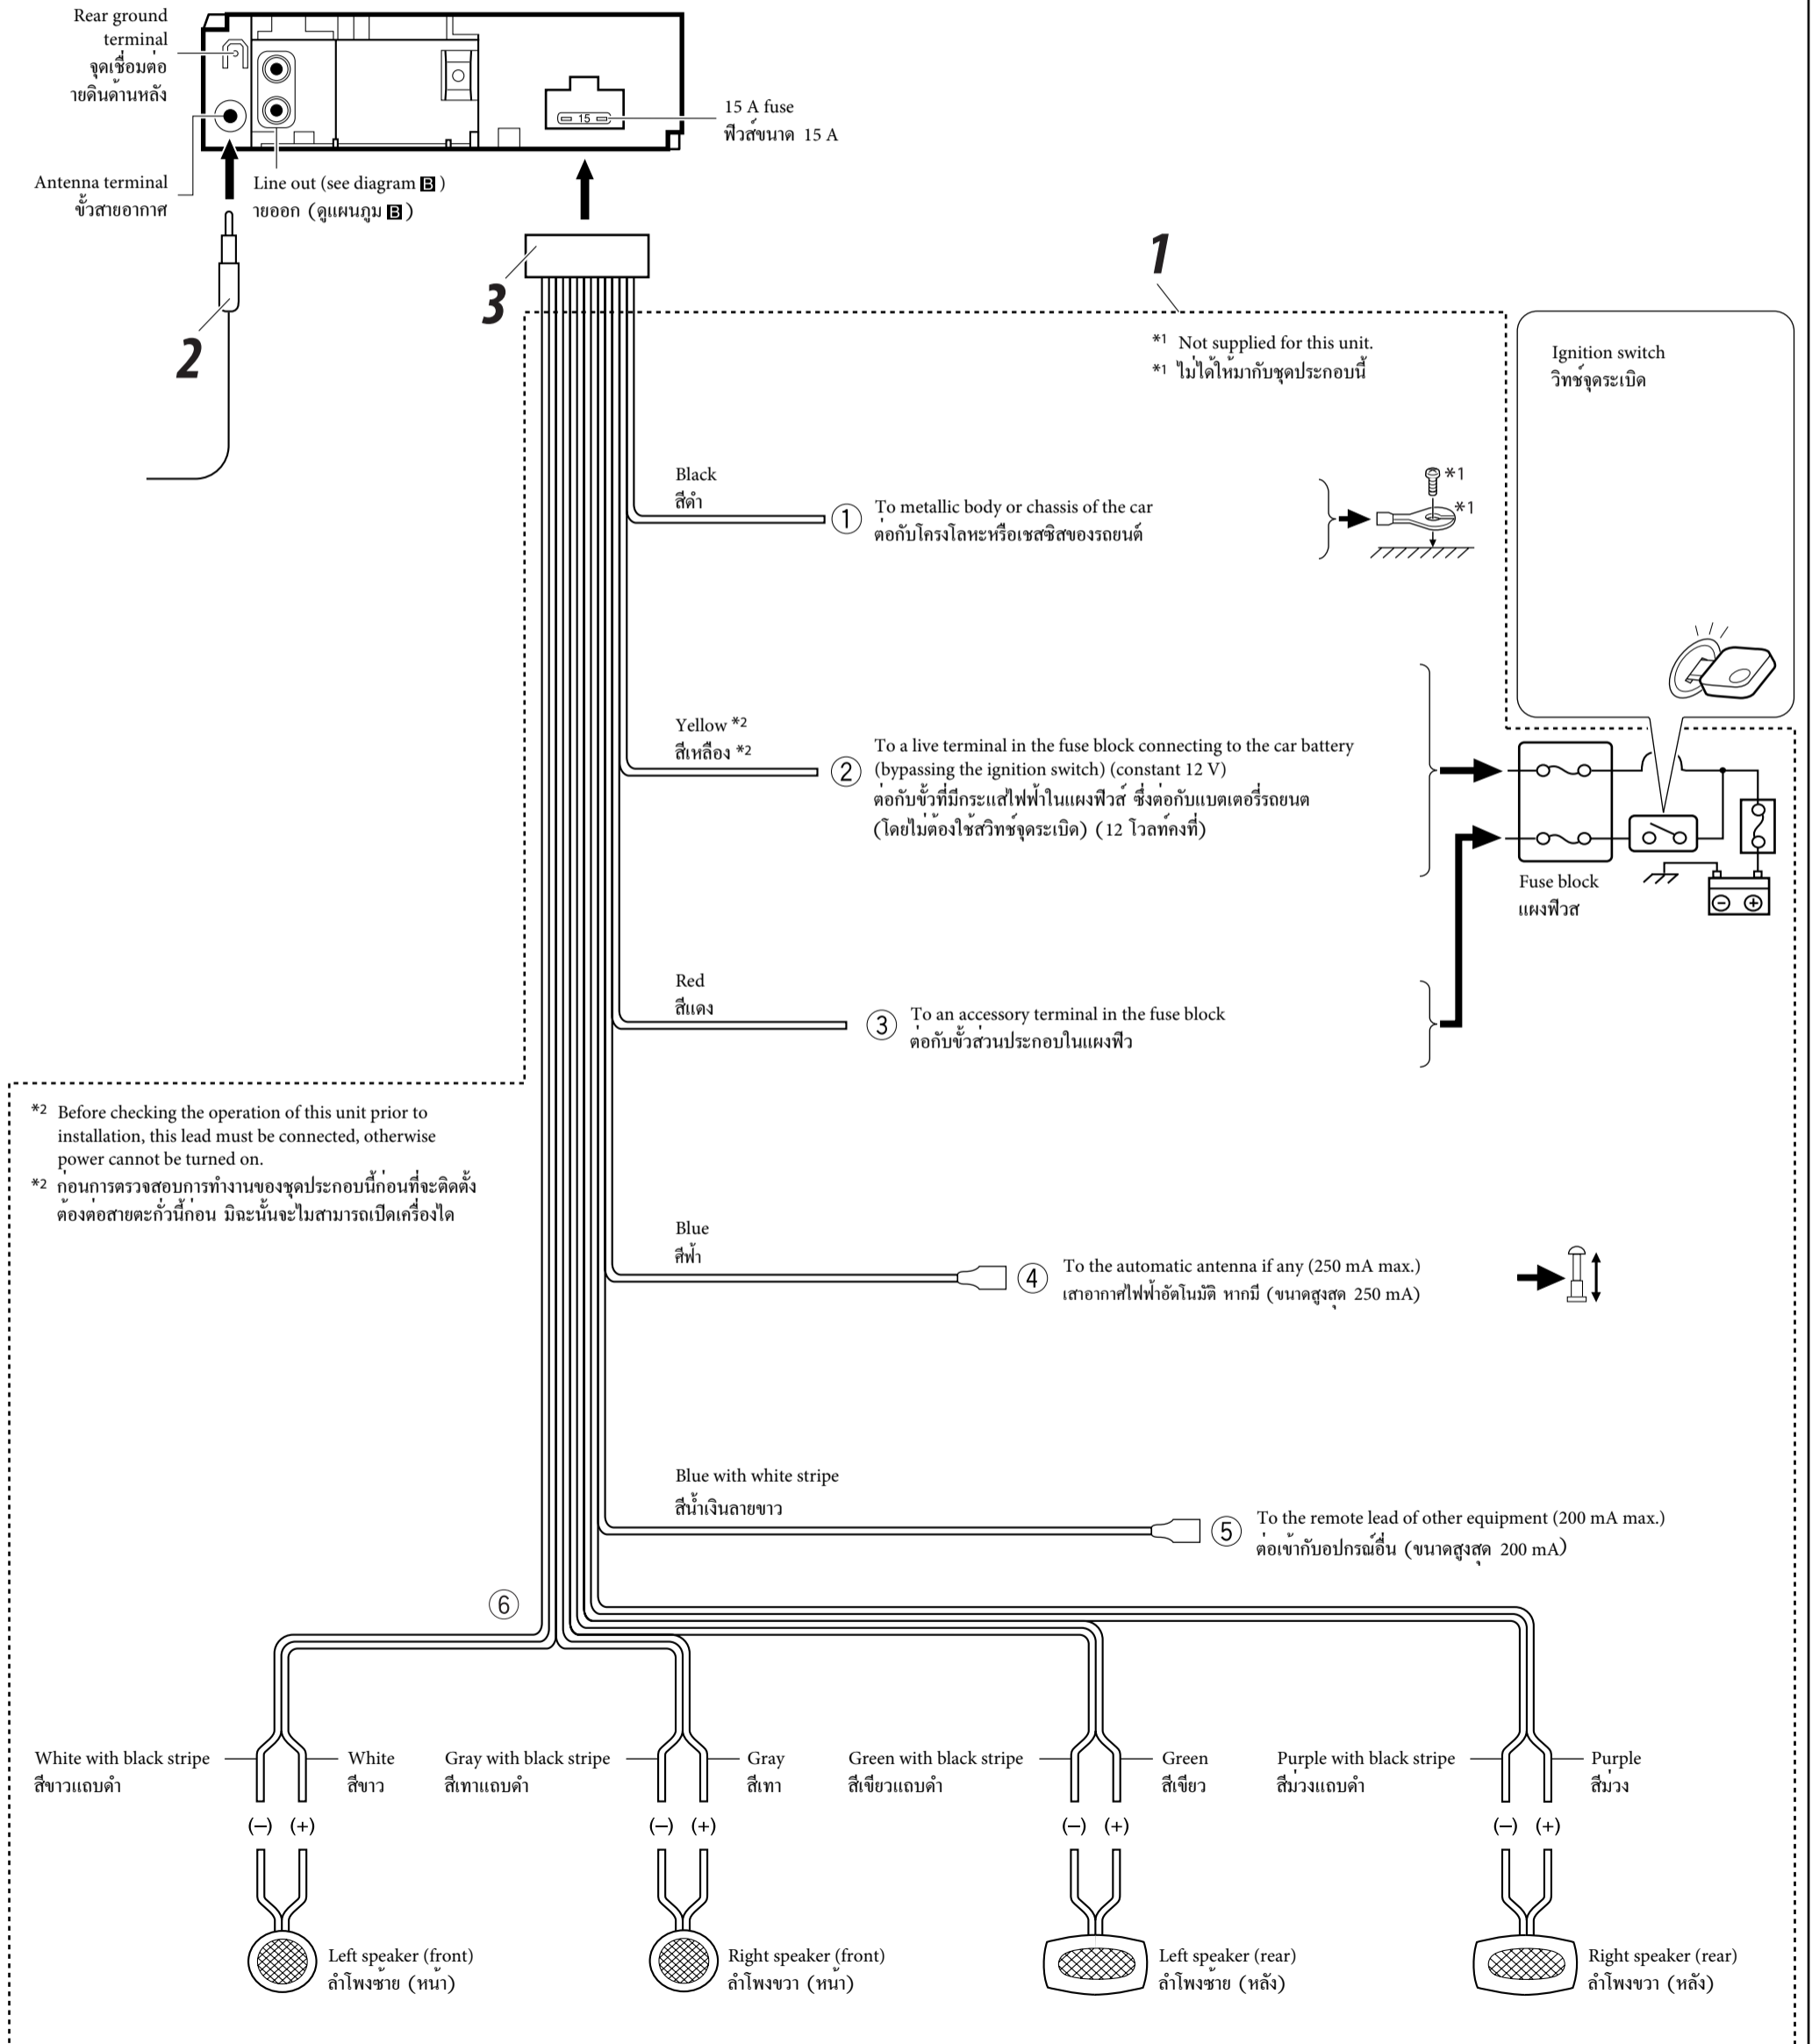 Rear ground
terminal
จุดเชื่อมต่อ
ายดินด้านหลัง
15
15 A fuse
ฟิวส์ขนาด 15 A
Antenna terminal
ขั้วสายอากาศ
Line out (see diagram B )
ายออก (ดูแผนภูม B )
1
3
2
*1 Not supplied for this unit.
*1 ไม่ได้ให้มากับชุดประกอบนี้
Ignition switch
วิทช์จุดระเบิด
Black
สีดำ
① To metallic body or chassis of the car
ต่อกับโครงโลหะหรือเชสซิสของรถยนต์
*1
*1
Yellow *2
สีเหลือง *2
② To a live terminal in the fuse block connecting to the car battery
(bypassing the ignition switch) (constant 12 V)
ต่อกับขั้วที่มีกระแสไฟฟ้าในแผงฟิวส์ ซึ่งต่อกับแบตเตอรี่รถยนต
(โดยไม่ต้องใช้สวิทช์จุดระเบิด) (12 โวลท์คงที่)
Fuse block
แผงฟิวส
Red
สีแดง
③ To an accessory terminal in the fuse block
ต่อกับขั้วส่วนประกอบในแผงฟิว
*2 Before checking the operation of this unit prior to
installation, this lead must be connected, otherwise
power cannot be turned on.
*2 ก่อนการตรวจสอบการทำงานของชุดประกอบนี้ก่อนที่จะติดตั้ง
ต้องต่อสายตะกั่วนี้ก่อน มิฉะนั้นจะไมสามารถเปิดเครื่องได
Blue
ศีฟ้า
④ To the automatic antenna if any (250 mA max.)
เสาอากาศไฟฟ้าอัตโนมัติ หากมี (ขนาดสูงสุด 250 mA)
Blue with white stripe
สีน้ำเงินลายขาว
⑤ To the remote lead of other equipment (200 mA max.)
ต่อเข้ากับอปกรณ์อื่น (ขนาดสูงสุด 200 mA)
⑥
White with black stripe
สีขาวแถบดำ
White
สีขาว
Gray with black stripe
สีเทาแถบดำ
Gray
สีเทา
Green with black stripe
สีเขียวแถบดำ
Green
สีเขียว
Purple with black stripe
สีม่วงแถบดำ
Purple
สีม่วง
(–) (+)
(–) (+)
(–) (+)
(–) (+)
Left speaker (front)
ลำโพงซ้าย (หน้า)
Right speaker (front)
ลำโพงขวา (หน้า)
Left speaker (rear)
ลำโพงซ้าย (หลัง)
Right speaker (rear)
ลำโพงขวา (หลัง)